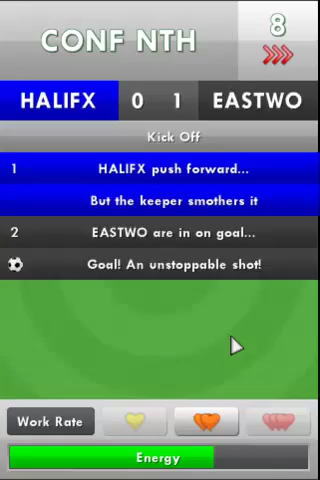 CONF NTH
8
HALIFX 0 1 EASTWO
Kick Off
1 HALIFX push forward...
But the keeper smothers it
2 EASTWO are in on goal...
Goal! An unstoppable shot!
Work Rate
Energy